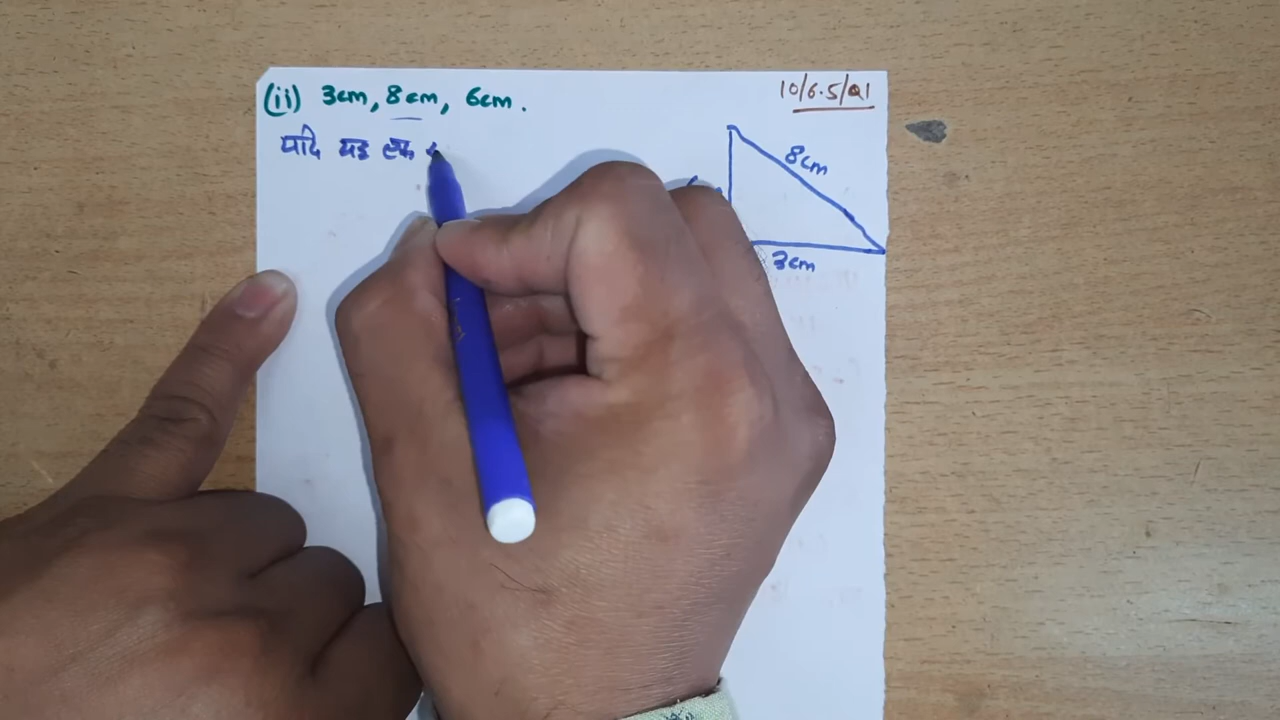 (ii) 3cm, 8cm, 6cm.
10/6.5/Q1
यदि यह एक
8cm
3cm